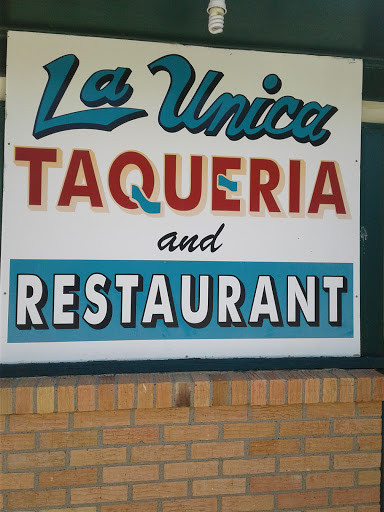 La Unica
TAQUERIA
and
RESTAURANT